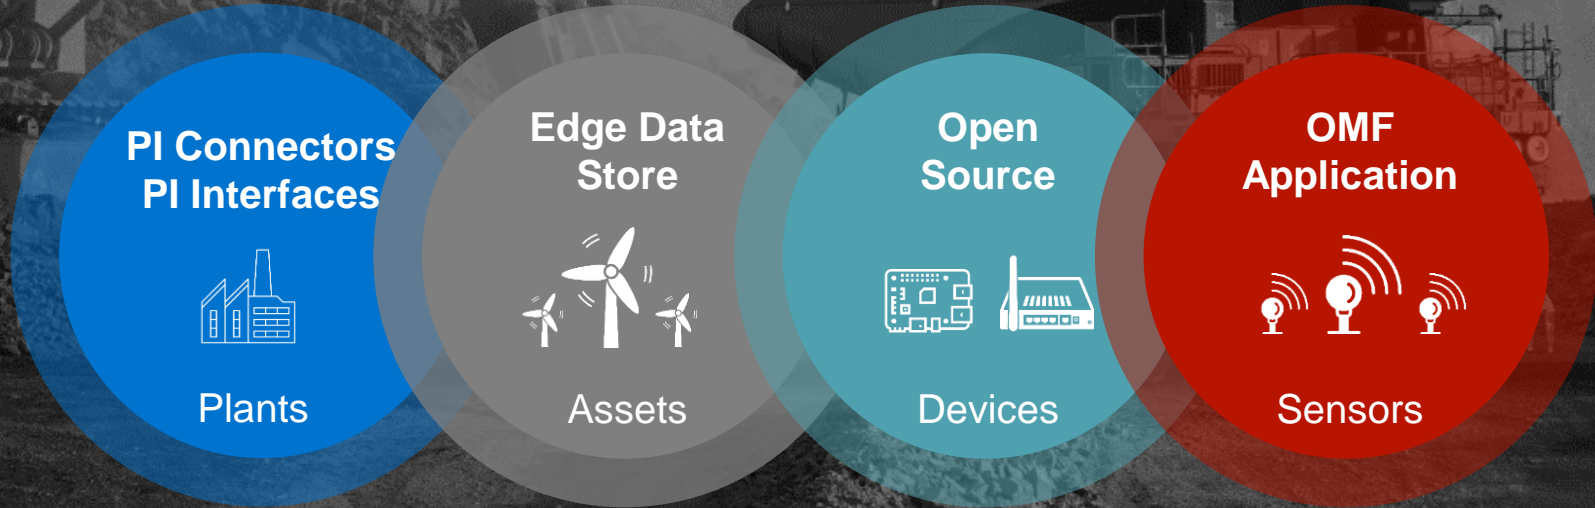 PI Connectors
PI Interfaces
Plants
Edge Data
Store
Assets
Open
Source
Devices
OMF
Application
Sensors